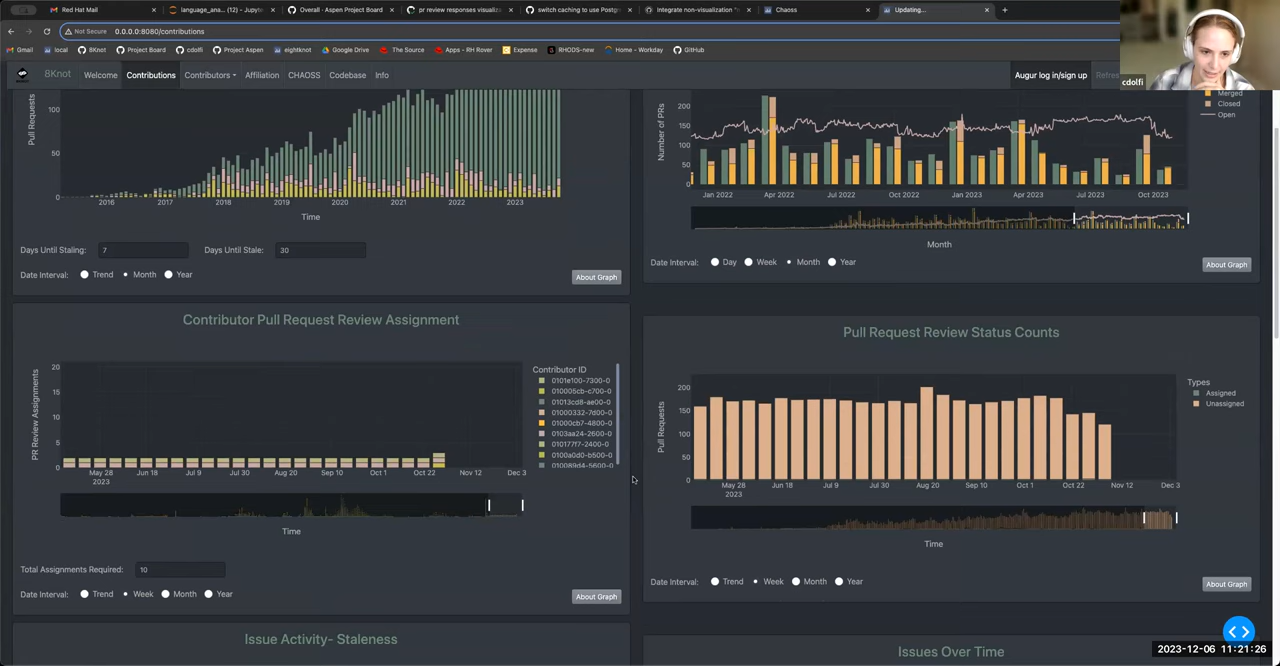 Red Hat Mail
language_ana... (12) - Jupyte
Overall · Aspen Project Board
pr review responses visualiz
switch caching to use Postgr
Integrate non-visualization "
Chaoss
Updating...
Not Secure 0.0.0.0:8080/contributions
Gmail local 8Knot Project Board cdolfi Project Aspen eightknot Google Drive The Source Apps - RH Rover Expense RHODS-new Home - Workday GitHub
8Knot Welcome Contributions Contributors Affiliation CHAOSS Codebase Info Augur log in/sign up Refres
cdolfi
Pull Requests
100
50
0
2016 2017 2018 2019 2020 2021 2022 2023
Time
Days Until Staling: 7 Days Until Stale: 30
Date Interval: Trend Month Year
About Graph
Number of PRs
200
150
100
50
0
Merged
Closed
Open
Jan 2022 Apr 2022 Jul 2022 Oct 2022 Jan 2023 Apr 2023 Jul 2023 Oct 2023
Month
Date Interval: Day Week Month Year
About Graph
Contributor Pull Request Review Assignment
PR Review Assignments
20
15
10
5
0
May 28 Jun 18 Jul 9 Jul 30 Aug 20 Sep 10 Oct 1 Oct 22 Nov 12 Dec 3
2023
Contributor ID
0101e100-7300-0
010005cb-c700-0
01013cd8-ae00-0
01000332-7d00-0
01000cb7-4800-0
0103aa24-2600-0
010177f7-2400-0
0100a0d0-b500-0
010089d4-5600-0
Time
Total Assignments Required: 10
Date Interval: Trend Week Month Year
About Graph
Pull Request Review Status Counts
Pull Requests
200
150
100
50
0
Types
Assigned
Unassigned
May 28 Jun 18 Jul 9 Jul 30 Aug 20 Sep 10 Oct 1 Oct 22 Nov 12 Dec 3
2023
Time
Date Interval: Trend Week Month Year
About Graph
Issue Activity- Staleness
Issues Over Time
2023-12-06 11:21:26